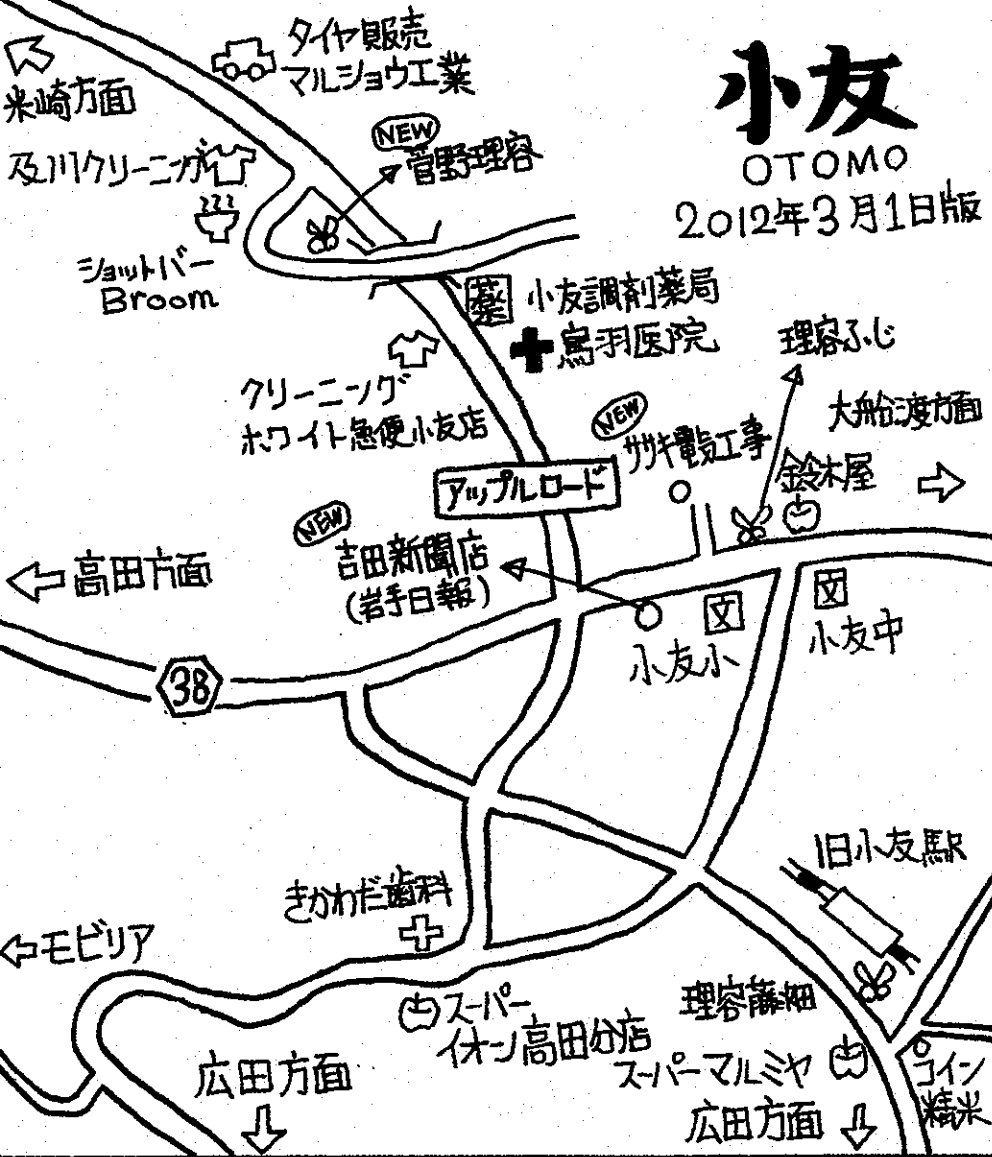 小友
OTOMO
2012年3月1日版
タイヤ販売
マルショウ工業
米崎方面
NEW
菅野理容
及川クリーニング
ショットバー
Broom
薬
小友調剤薬局
鳥羽医院
理容ふじ
クリーニング
ホワイト急便小友店
NEW
ササキ電気工事
大船渡方面
鈴木屋
アップルロード
NEW
吉田新聞店
(岩手日報)
高田方面
文
小友小
文
小友中
38
旧小友駅
きかわだ歯科
モビリア
スーパー
イオン高田分店
理容藤畑
スーパーマルミヤ
コイン
精米
広田方面
広田方面